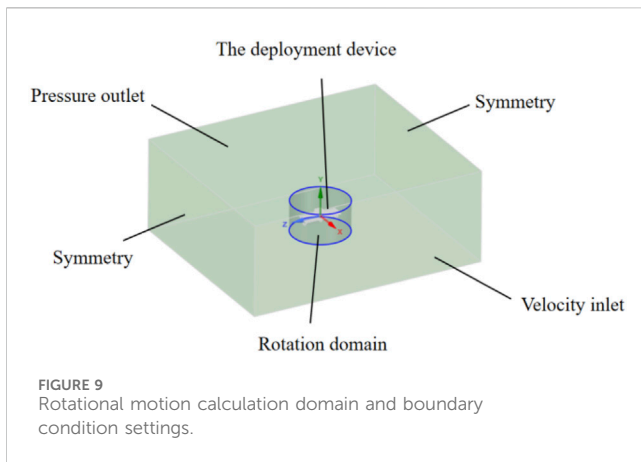 The deployment device
Pressure outlet
Symmetry
Y
Z
X
Symmetry
Velocity inlet
Rotation domain
FIGURE 9
Rotational motion calculation domain and boundary
condition settings.